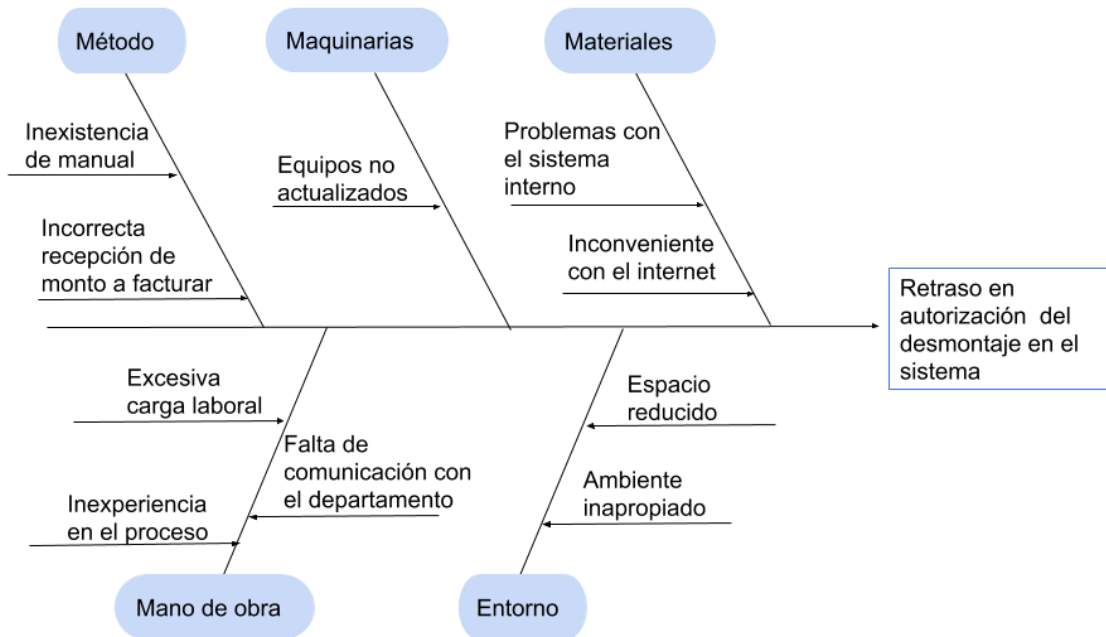 Método
Maquinarias
Materiales
Inexistencia
de manual
Incorrecta
recepción de
monto a facturar
Equipos no
actualizados
Problemas con
el sistema
interno
Inconveniente
con el internet
Retraso en
autorización del
desmontaje en el
sistema
Excesiva
carga laboral
Falta de
comunicación con
el departamento
Inexperiencia
en el proceso
Espacio
reducido
Ambiente
inapropiado
Mano de obra
Entorno